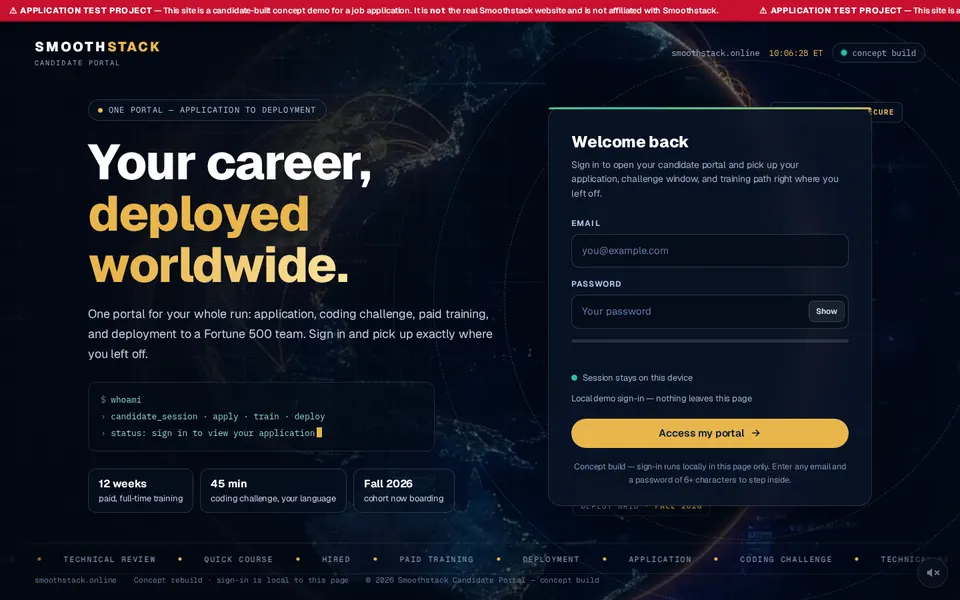 ⚠ APPLICATION TEST PROJECT — This site is a candidate-built concept demo for a job application. It is not the real Smoothstack website and is not affiliated with Smoothstack. ⚠ APPLICATION TEST PROJECT — This site is a
SMOOTHSTACK
CANDIDATE PORTAL
smoothstack.online 10:06:28 ET concept build
ONE PORTAL — APPLICATION TO DEPLOYMENT
Your career,
deployed
worldwide.
One portal for your whole run: application, coding challenge, paid training,
and deployment to a Fortune 500 team. Sign in and pick up exactly where
you left off.
$ whoami
› candidate_session · apply · train · deploy
› status: sign in to view your application
12 weeks
paid, full-time training
45 min
coding challenge, your language
Fall 2026
cohort now boarding
Welcome back
Sign in to open your candidate portal and pick up your
application, challenge window, and training path right where you
left off.
EMAIL
you@example.com
PASSWORD
Your password
Show
Session stays on this device
Local demo sign-in — nothing leaves this page
Access my portal →
Concept build — sign-in runs locally in this page only. Enter any email and
a password of 6+ characters to step inside.
DEPLOY GRID · FALL 2026
TECHNICAL REVIEW • QUICK COURSE • HIRED • PAID TRAINING • DEPLOYMENT • APPLICATION • CODING CHALLENGE •
smoothstack.online Concept rebuild · sign-in is local to this page © 2026 Smoothstack Candidate Portal — concept build